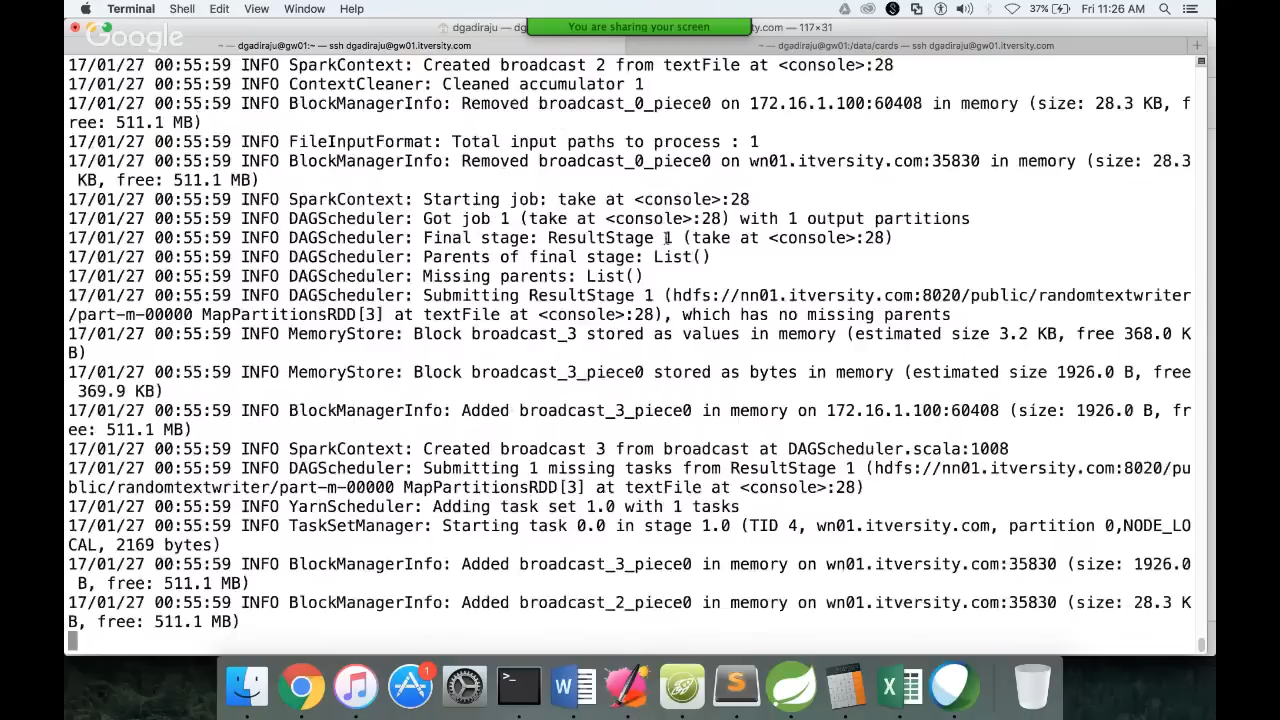 Terminal Shell Edit View Window Help 37% Fri 11:26 AM
Google
dgadiraju — dg
You are sharing your screen
y.com — 117×31
~ — dgadiraju@gw01:~ — ssh dgadiraju@gw01.itversity.com
~ — dgadiraju@gw01:/data/cards — ssh dgadiraju@gw01.itversity.com
17/01/27 00:55:59 INFO SparkContext: Created broadcast 2 from textFile at <console>:28
17/01/27 00:55:59 INFO ContextCleaner: Cleaned accumulator 1
17/01/27 00:55:59 INFO BlockManagerInfo: Removed broadcast_0_piece0 on 172.16.1.100:60408 in memory (size: 28.3 KB, f
ree: 511.1 MB)
17/01/27 00:55:59 INFO FileInputFormat: Total input paths to process : 1
17/01/27 00:55:59 INFO BlockManagerInfo: Removed broadcast_0_piece0 on wn01.itversity.com:35830 in memory (size: 28.3
KB, free: 511.1 MB)
17/01/27 00:55:59 INFO SparkContext: Starting job: take at <console>:28
17/01/27 00:55:59 INFO DAGScheduler: Got job 1 (take at <console>:28) with 1 output partitions
17/01/27 00:55:59 INFO DAGScheduler: Final stage: ResultStage 1 (take at <console>:28)
17/01/27 00:55:59 INFO DAGScheduler: Parents of final stage: List()
17/01/27 00:55:59 INFO DAGScheduler: Missing parents: List()
17/01/27 00:55:59 INFO DAGScheduler: Submitting ResultStage 1 (hdfs://nn01.itversity.com:8020/public/randomtextwriter
/part-m-00000 MapPartitionsRDD[3] at textFile at <console>:28), which has no missing parents
17/01/27 00:55:59 INFO MemoryStore: Block broadcast_3 stored as values in memory (estimated size 3.2 KB, free 368.0 K
B)
17/01/27 00:55:59 INFO MemoryStore: Block broadcast_3_piece0 stored as bytes in memory (estimated size 1926.0 B, free
369.9 KB)
17/01/27 00:55:59 INFO BlockManagerInfo: Added broadcast_3_piece0 in memory on 172.16.1.100:60408 (size: 1926.0 B, fr
ee: 511.1 MB)
17/01/27 00:55:59 INFO SparkContext: Created broadcast 3 from broadcast at DAGScheduler.scala:1008
17/01/27 00:55:59 INFO DAGScheduler: Submitting 1 missing tasks from ResultStage 1 (hdfs://nn01.itversity.com:8020/pu
blic/randomtextwriter/part-m-00000 MapPartitionsRDD[3] at textFile at <console>:28)
17/01/27 00:55:59 INFO YarnScheduler: Adding task set 1.0 with 1 tasks
17/01/27 00:55:59 INFO TaskSetManager: Starting task 0.0 in stage 1.0 (TID 4, wn01.itversity.com, partition 0,NODE_LO
CAL, 2169 bytes)
17/01/27 00:55:59 INFO BlockManagerInfo: Added broadcast_3_piece0 in memory on wn01.itversity.com:35830 (size: 1926.0
B, free: 511.1 MB)
17/01/27 00:55:59 INFO BlockManagerInfo: Added broadcast_2_piece0 in memory on wn01.itversity.com:35830 (size: 28.3 K
B, free: 511.1 MB)